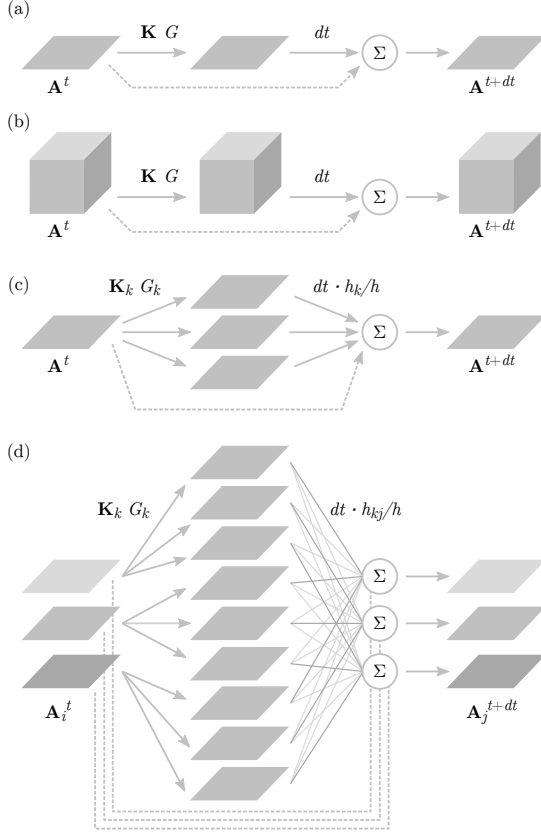 (a)
K G dt
Σ
A^t A^{t+dt}
(b)
K G dt
Σ
A^t A^{t+dt}
(c)
K_k G_k dt · h_k/h
Σ
A^t A^{t+dt}
(d)
K_k G_k dt · h_{kj}/h
Σ
Σ
Σ
A_i^t A_j^{t+dt}